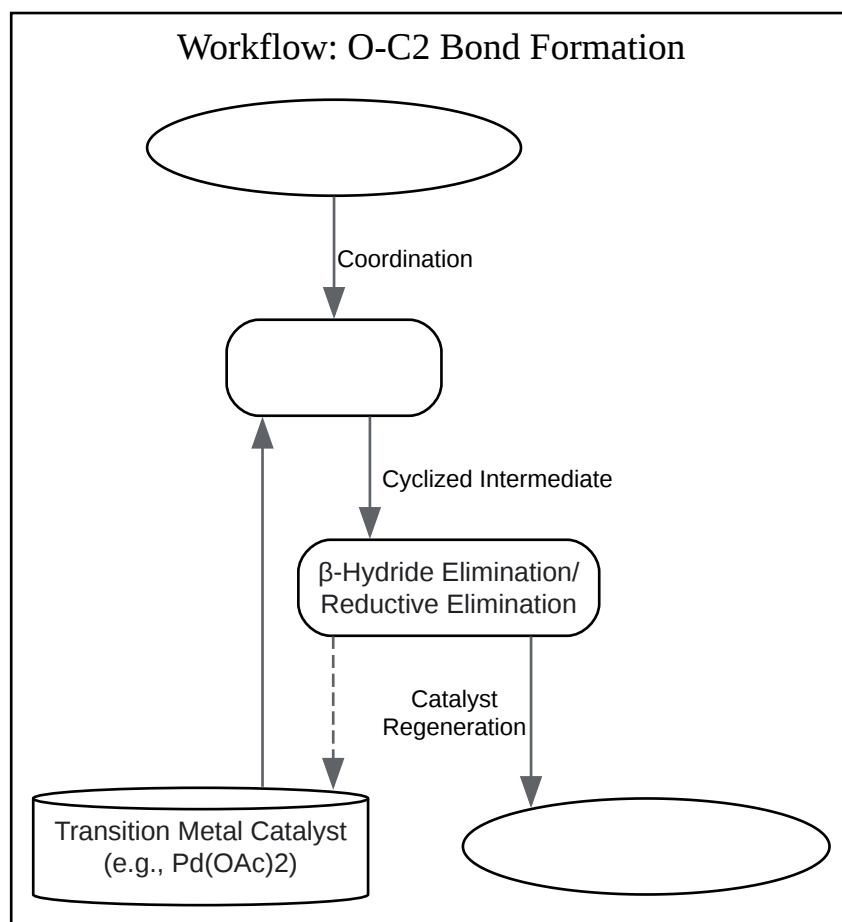 Workflow: O-C2 Bond Formation
Coordination
Cyclized Intermediate
β-Hydride Elimination/
Reductive Elimination
Catalyst
Regeneration
Transition Metal Catalyst
(e.g., Pd(OAc)2)